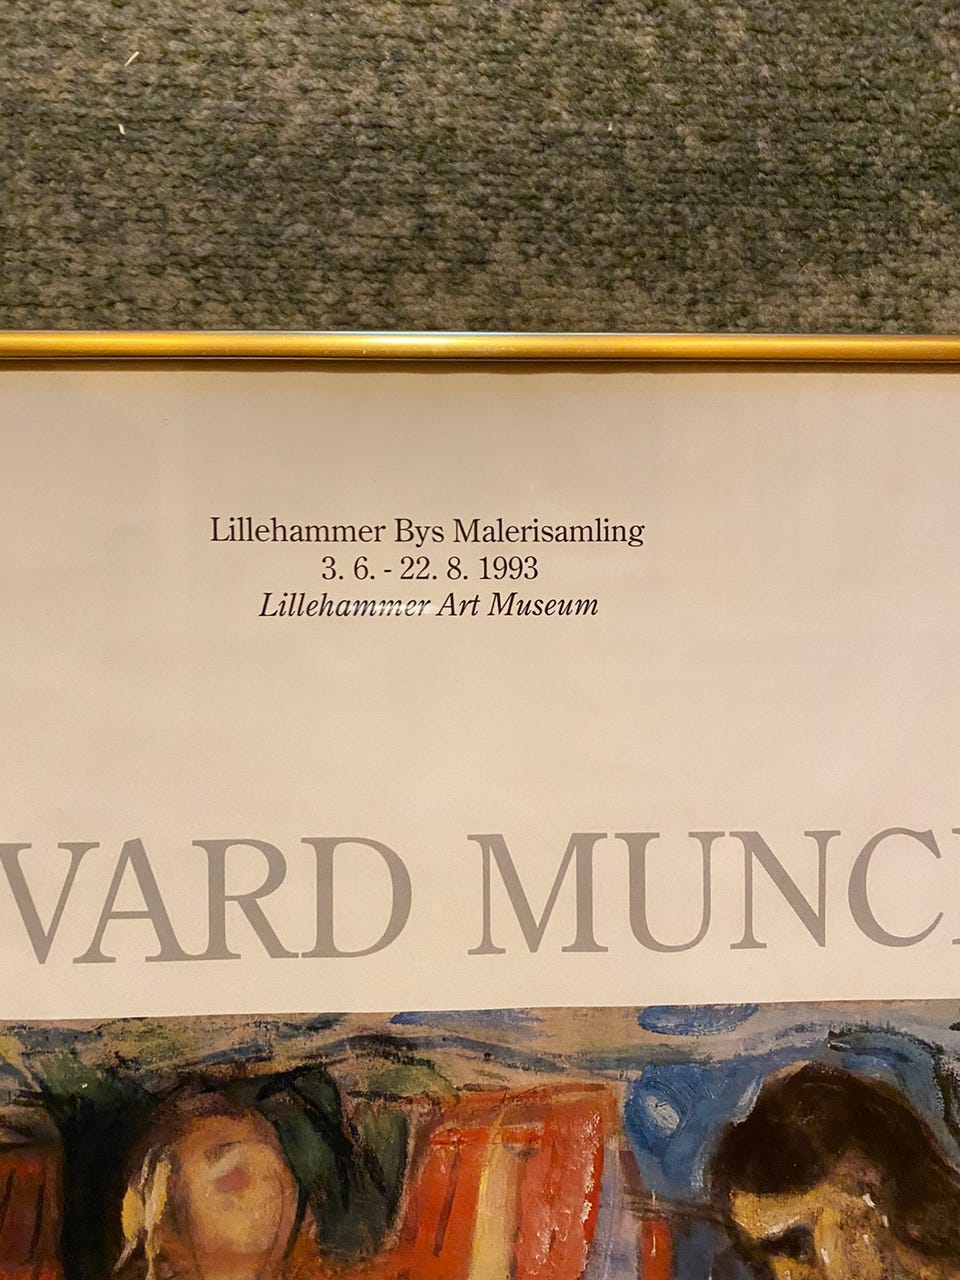 Lillehammer Bys Malerisamling
3. 6. - 22. 8. 1993
Lillehammer Art Museum
VARD MUNC